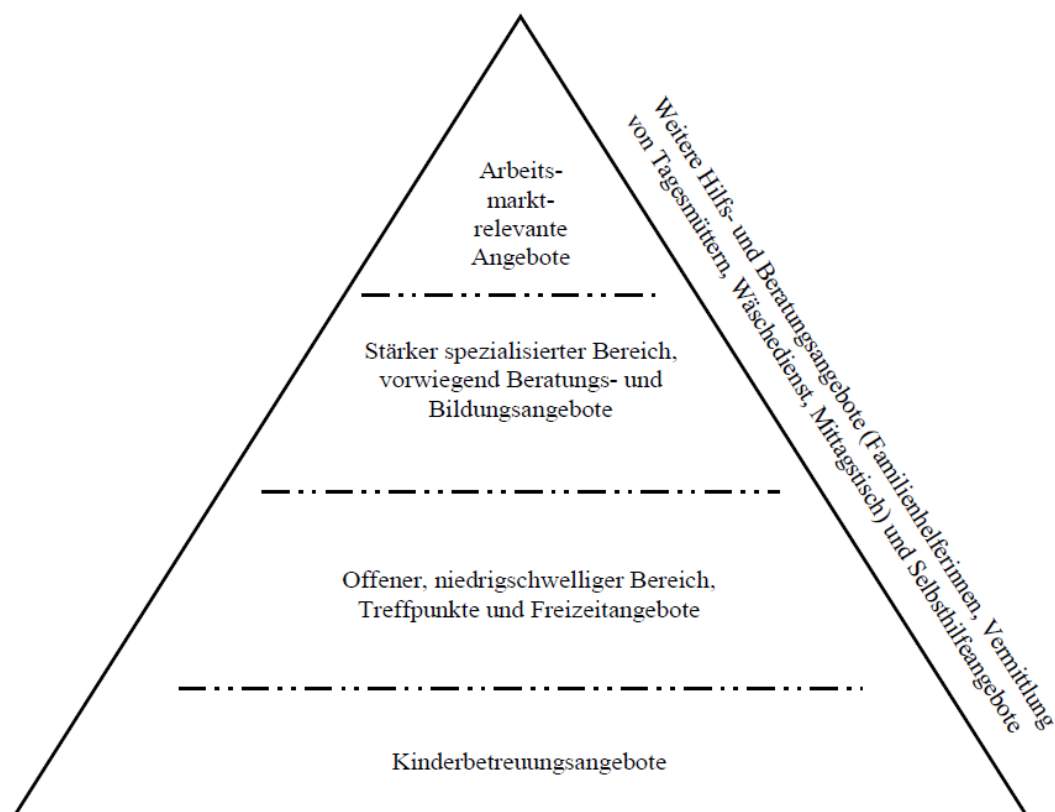 Arbeits-
markt-
relevante
Angebote
Stärker spezialisierter Bereich,
vorwiegend Beratungs- und
Bildungsangebote
Offener, niedrigschwelliger Bereich,
Treffpunkte und Freizeitangebote
Kinderbetreuungsangebote
Weitere Hilfs- und Beratungsangebote (Familienhelferinnen, Vermittlung
von Tagesmüttern, Wäschedienst, Mittagstisch) und Selbsthilfeangebote